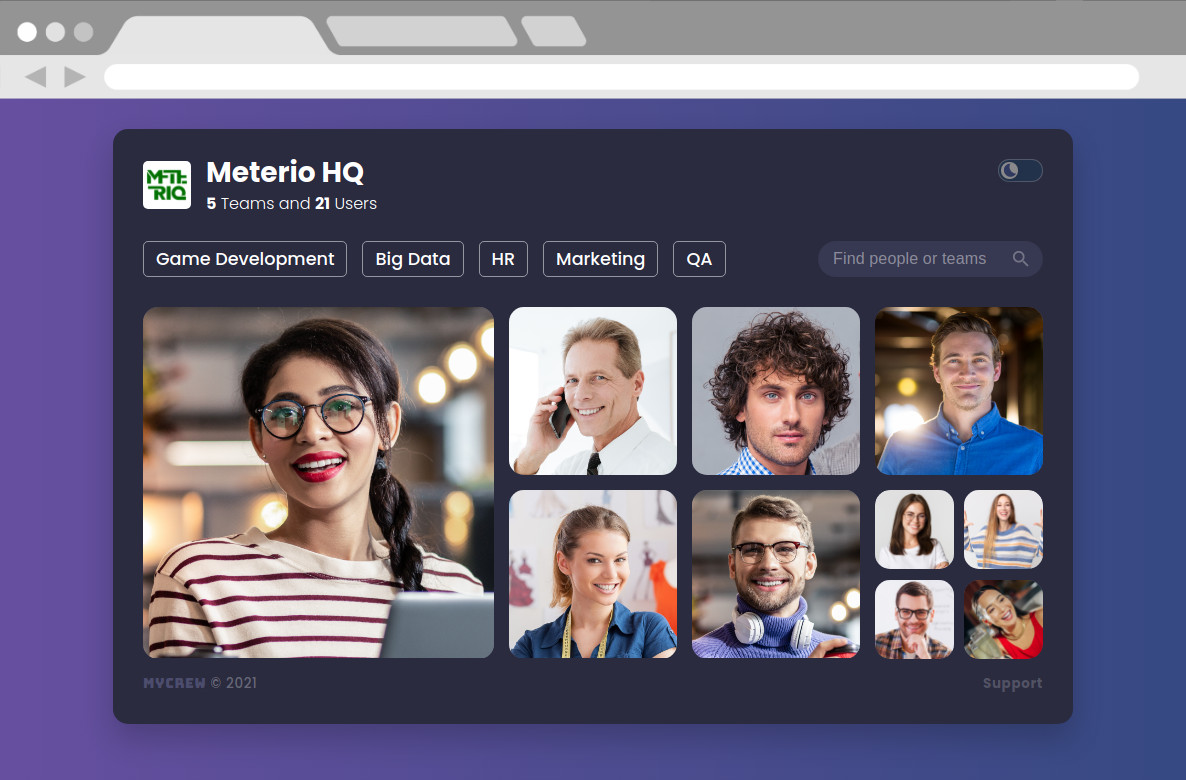 METE
RIQ
Meterio HQ
5 Teams and 21 Users
Game Development
Big Data
HR
Marketing
QA
Find people or teams
MYCREW © 2021
Support